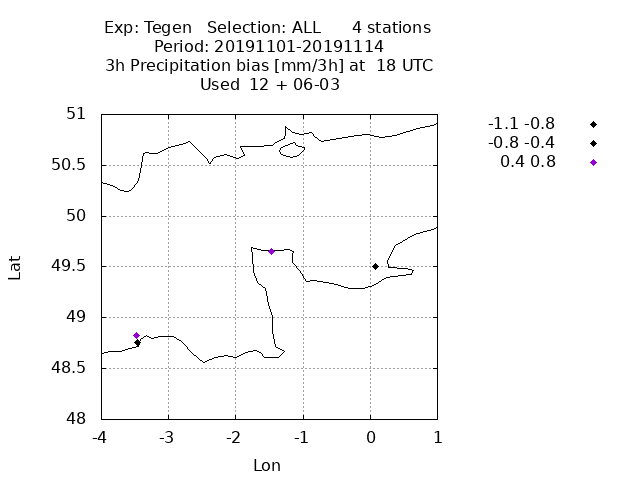 Exp: Tegen   Selection: ALL      4 stations
Period: 20191101-20191114
3h Precipitation bias [mm/3h] at  18 UTC
Used  12 + 06-03
-1.1 -0.8
-0.8 -0.4
0.4 0.8
51
50.5
50
49.5
49
48.5
48
Lat
-4 -3 -2 -1 0 1
Lon